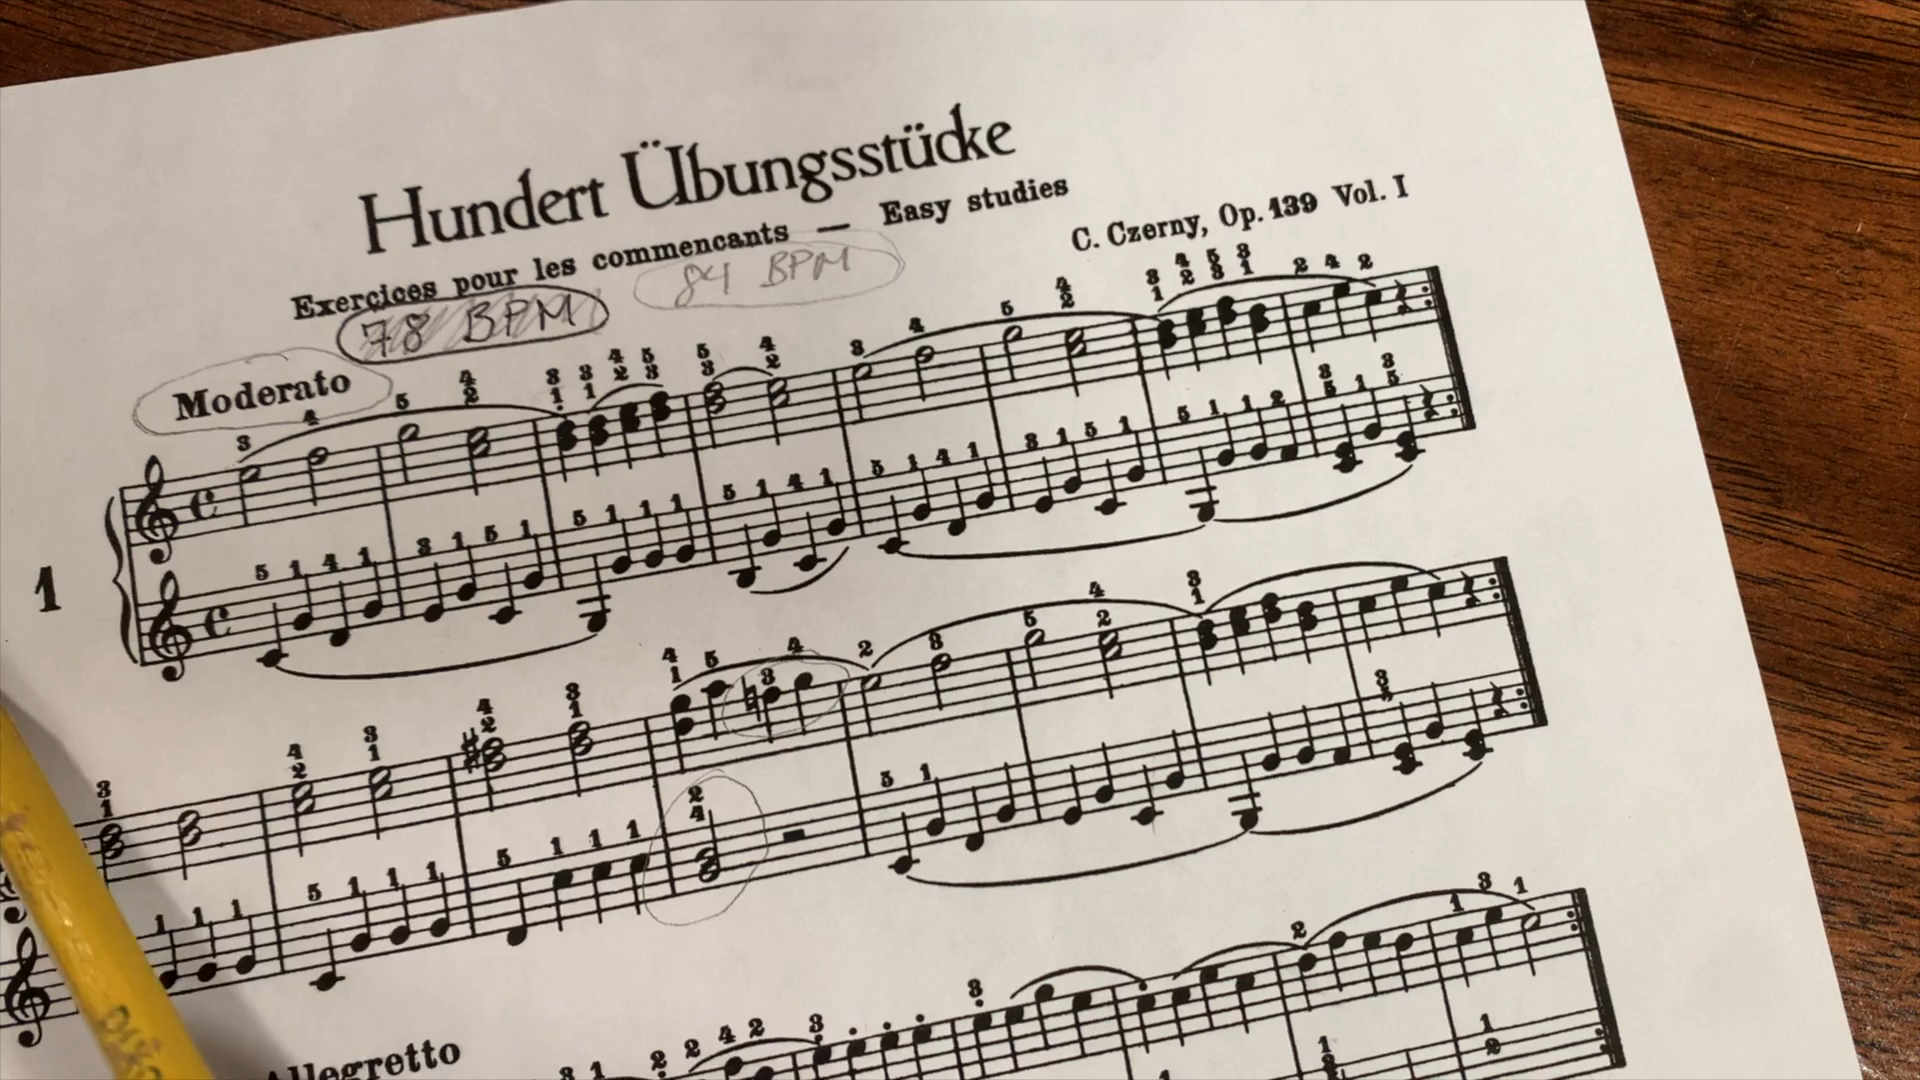 Hundert Übungsstücke
Exercices pour les commencants — Easy studies
C. Czerny, Op. 139 Vol. I
78 BPM
84 BPM
Moderato
1
Allegretto